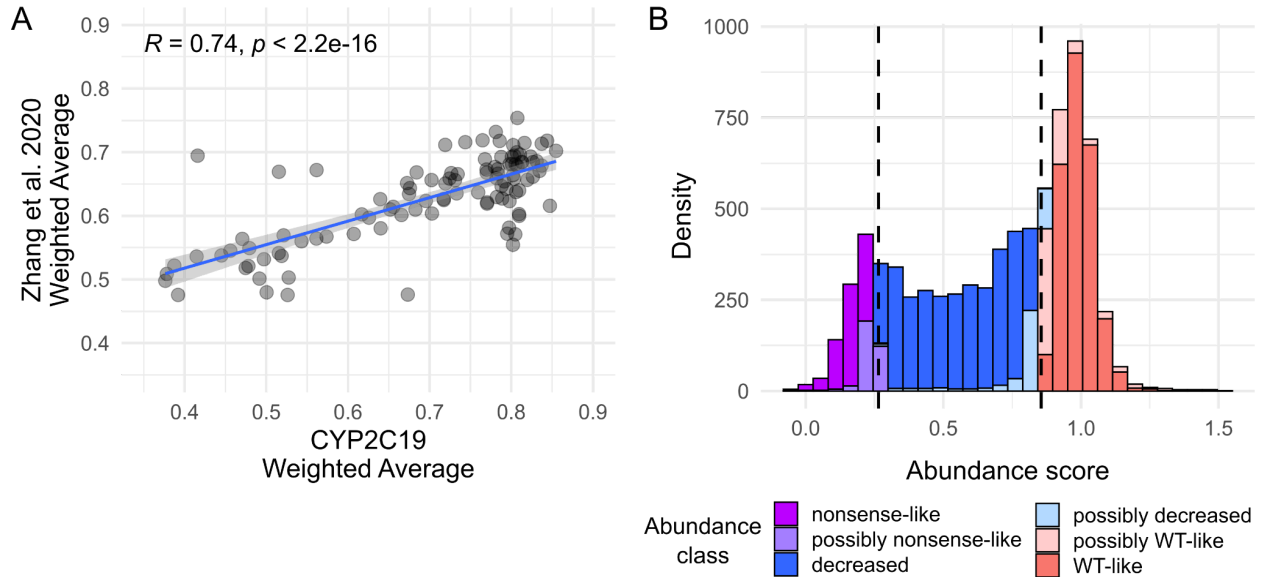 A
R = 0.74, p < 2.2e-16
0.9
0.8
0.7
0.6
0.5
0.4
Zhang et al. 2020
Weighted Average
0.4 0.5 0.6 0.7 0.8 0.9
CYP2C19
Weighted Average
B
1000
750
500
250
0
Density
0.0 0.5 1.0 1.5
Abundance score
Abundance
class
nonsense-like
possibly nonsense-like
decreased
possibly decreased
possibly WT-like
WT-like